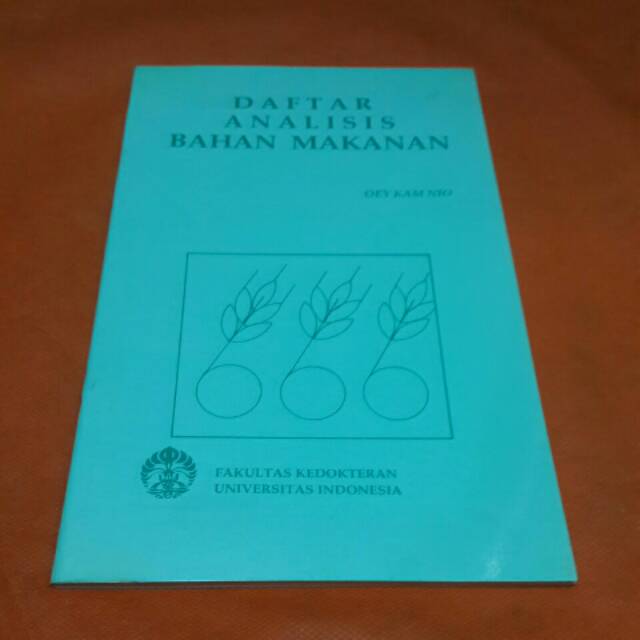 DAFTAR
ANALISIS
BAHAN MAKANAN
OEY KAM NIO
FAKULTAS KEDOKTERAN
UNIVERSITAS INDONESIA